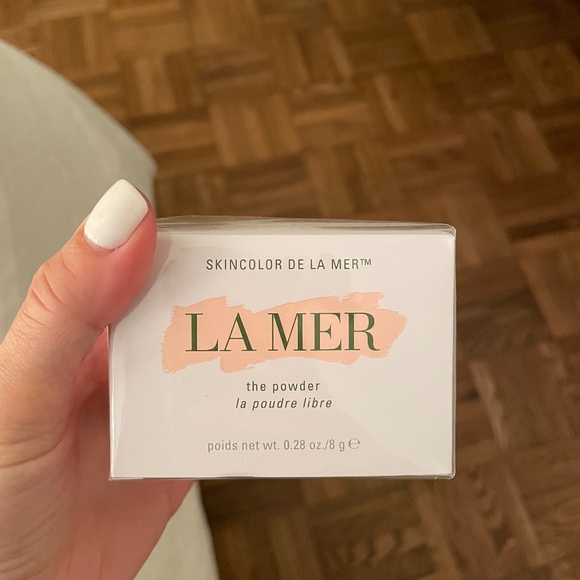 SKINCOLOR DE LA MER™
LA MER
the powder
la poudre libre
poids net wt. 0.28 oz./8 g ℮